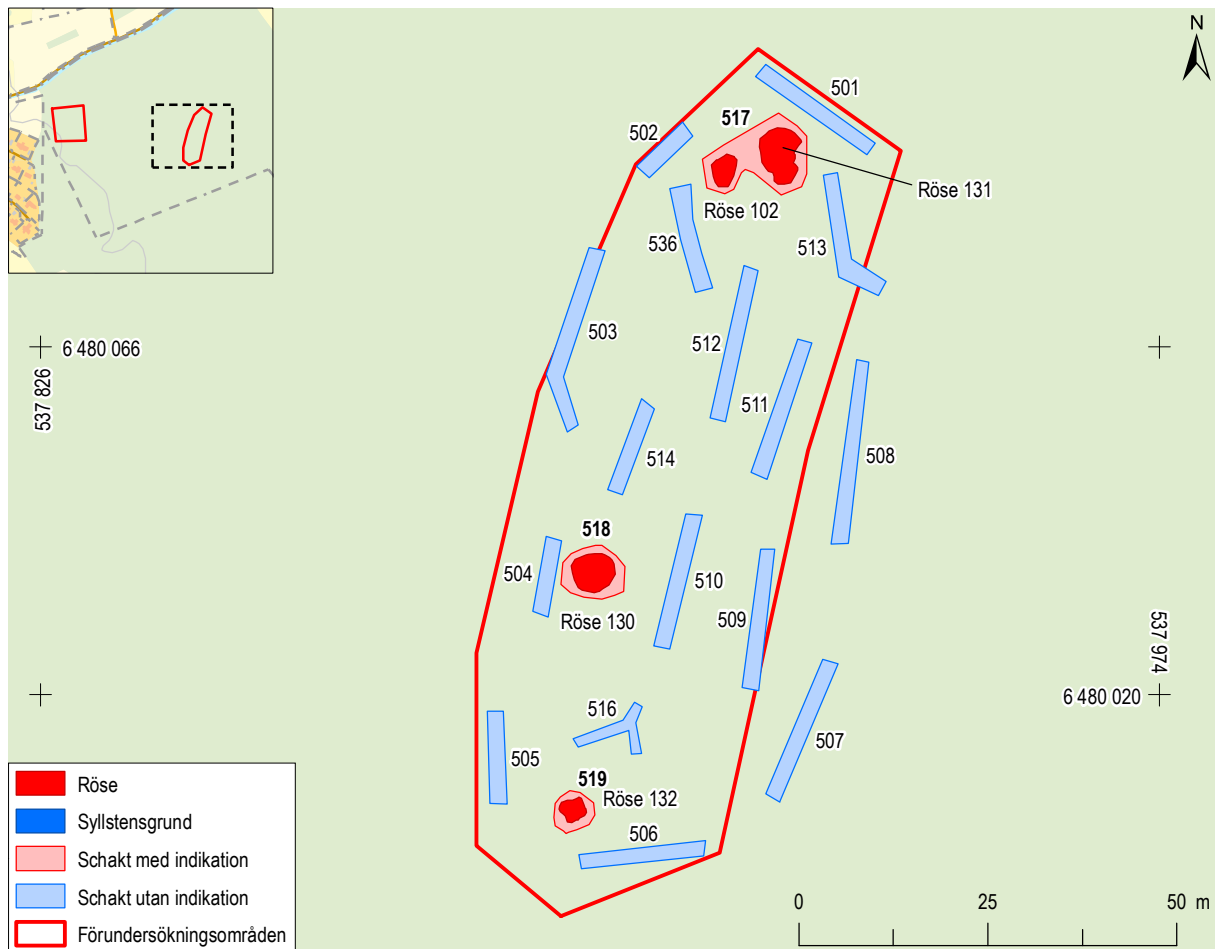 N
501
517
502
Röse 131
Röse 102
536
513
503
6 480 066
537 826
512
511
514
508
518
504
510
Röse 130
509
537 974
6 480 020
516
505
507
519
Röse 132
506
Röse
Syllstensgrund
Schakt med indikation
Schakt utan indikation
Förundersökningsområden
0 25 50 m